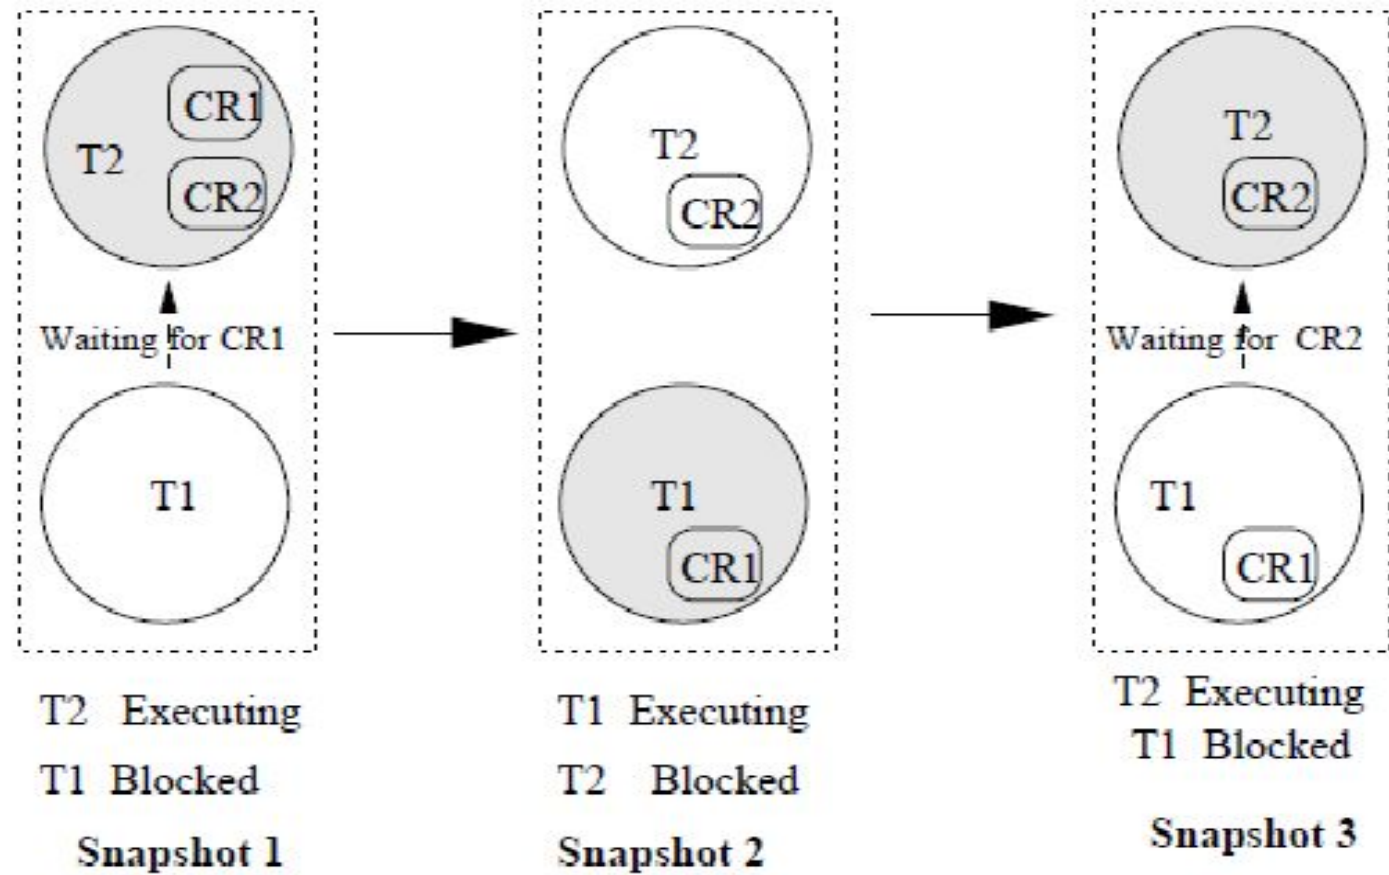 CR1
T2
CR2
Waiting for CR1
T1
T2 Executing
T1 Blocked
Snapshot 1
T2
CR2
T1
CR1
T1 Executing
T2 Blocked
Snapshot 2
T2
CR2
Waiting for CR2
T1
CR1
T2 Executing
T1 Blocked
Snapshot 3